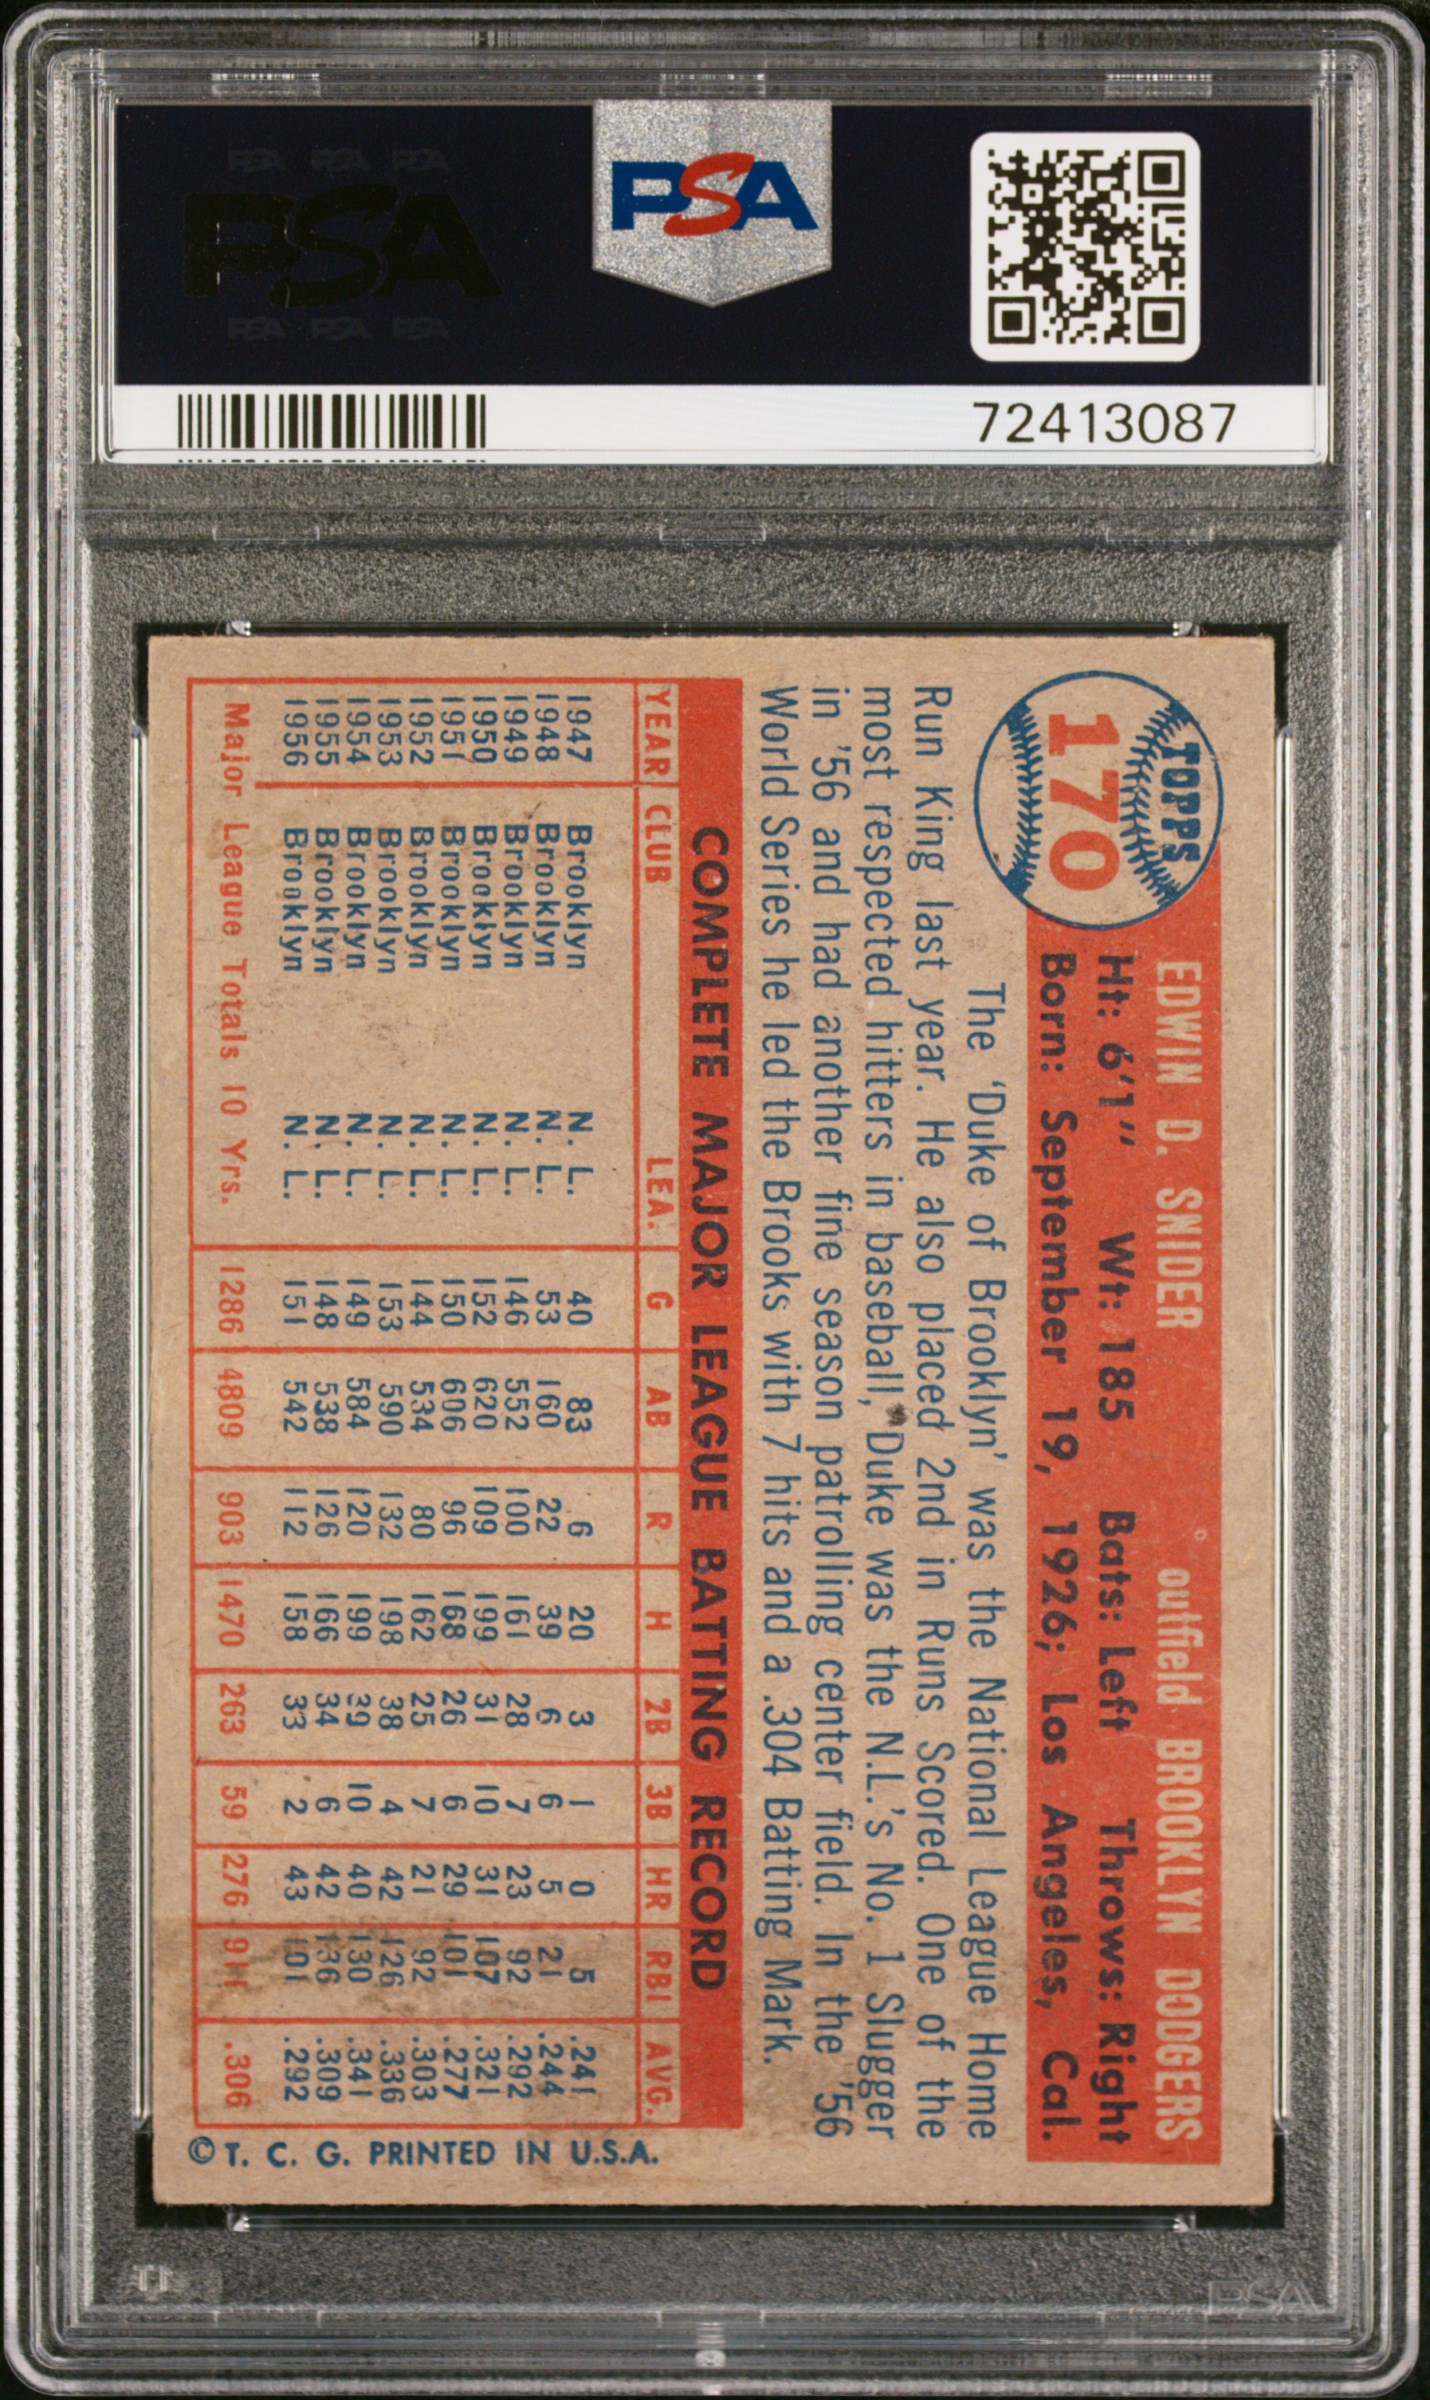 PSA PSA PSA
PSA
PSA PSA PSA
PSA
72413087
TOPPS
170
EDWIN D. SNIDER outfield BROOKLYN DODGERS
Ht: 6'1" Wt: 185 Bats: Left Throws: Right
Born: September 19, 1926; Los Angeles, Cal.
The 'Duke of Brooklyn' was the National League Home
Run King last year. He also placed 2nd in Runs Scored. One of the
most respected hitters in baseball, Duke was the N.L.'s No. 1 Slugger
in '56 and had another fine season patrolling center field. In the '56
World Series he led the Brooks with 7 hits and a .304 Batting Mark.
COMPLETE MAJOR LEAGUE BATTING RECORD
YEAR CLUB LEA. G AB R H 2B 3B HR RBI AVG.
1947 Brooklyn N. L. 40 83 6 20 3 1 0 5 .241
1948 Brooklyn N. L. 53 160 22 39 6 6 5 21 .244
1949 Brooklyn N. L. 146 552 100 161 28 7 23 92 .292
1950 Brooklyn N. L. 152 620 109 199 31 10 31 107 .321
1951 Brooklyn N. L. 150 606 96 168 26 6 29 101 .277
1952 Brooklyn N. L. 144 534 80 162 25 7 21 92 .303
1953 Brooklyn N. L. 153 590 132 198 38 4 42 126 .336
1954 Brooklyn N. L. 149 584 120 199 39 10 40 130 .341
1955 Brooklyn N. L. 148 538 126 166 34 6 42 136 .309
1956 Brooklyn N. L. 151 542 112 158 33 2 43 101 .292
Major League Totals 10 Yrs. 1286 4809 903 1470 263 59 276 911 .306
© T. C. G. PRINTED IN U.S.A.
PSA